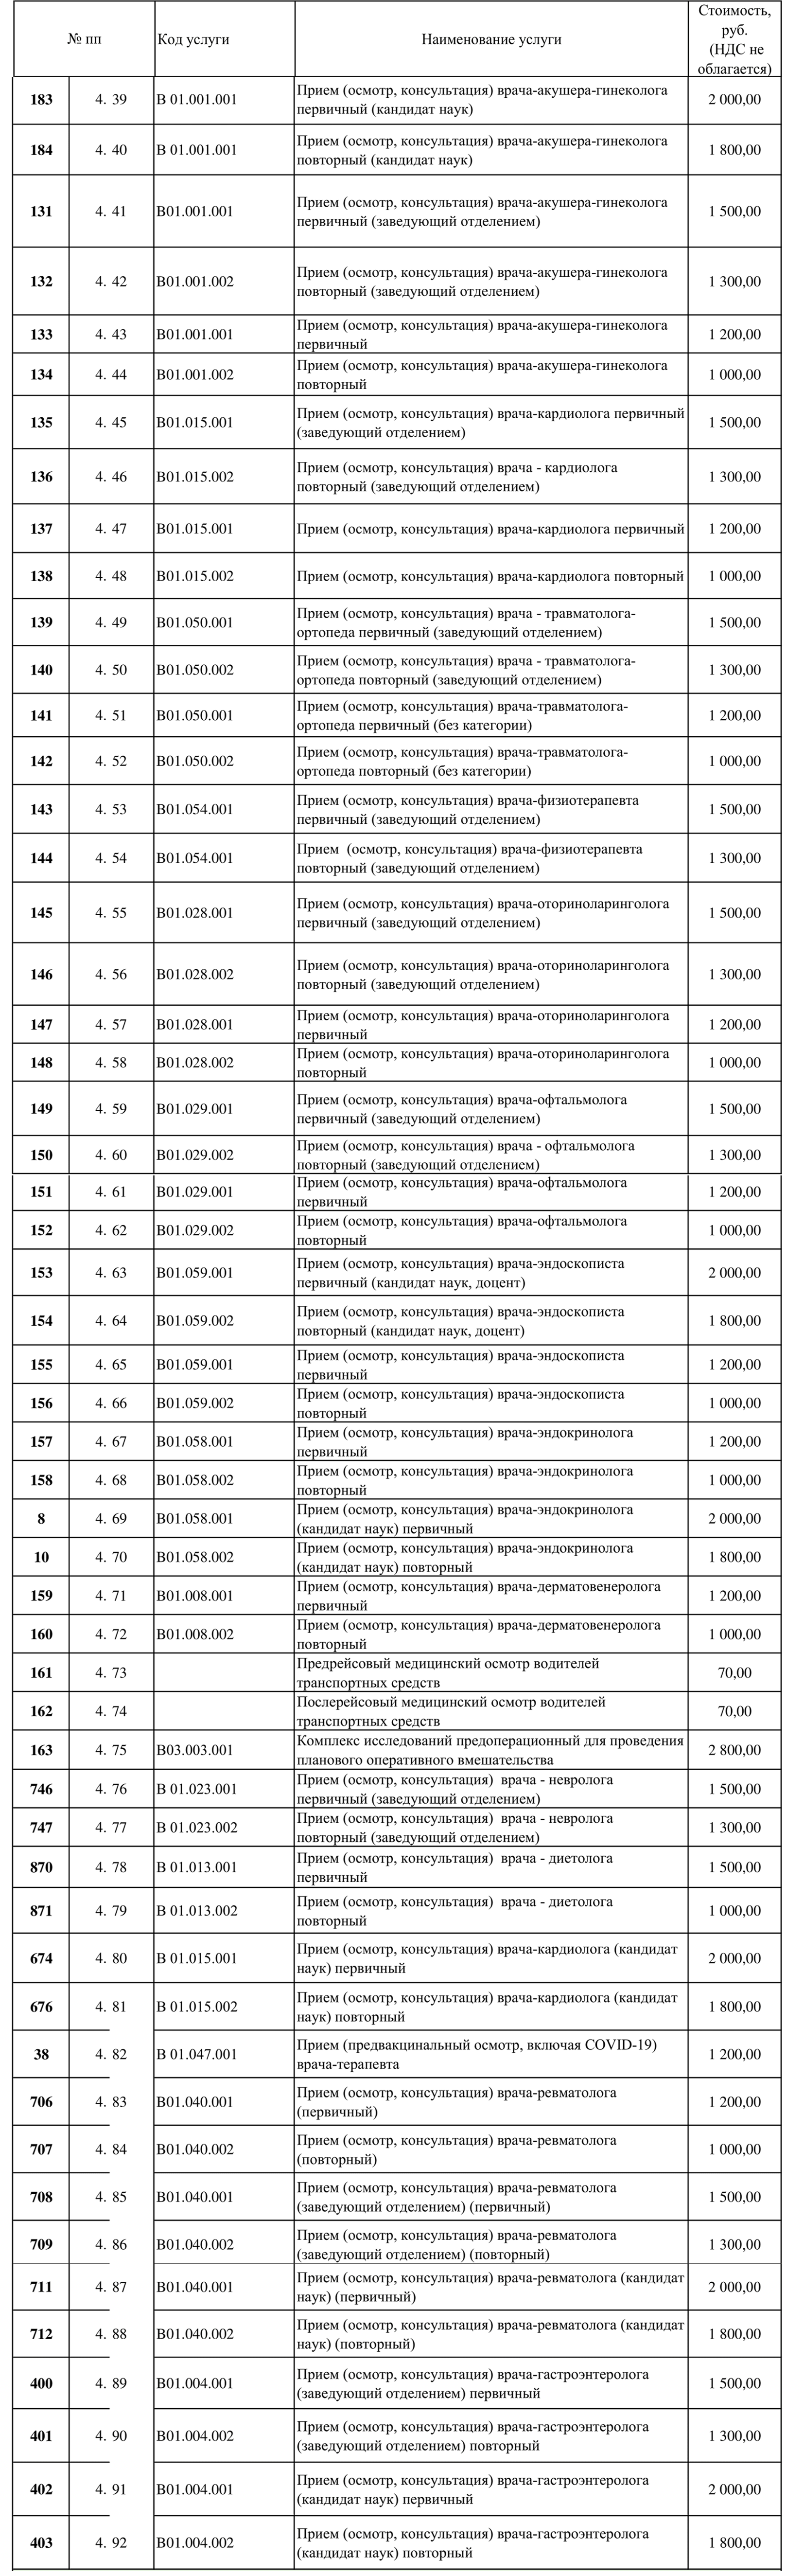 № пп Код услуги Наименование услуги Стоимость,
руб.
(НДС не
облагается)
183 4. 39 В 01.001.001 Прием (осмотр, консультация) врача-акушера-гинеколога
первичный (кандидат наук) 2 000,00
184 4. 40 В 01.001.001 Прием (осмотр, консультация) врача-акушера-гинеколога
повторный (кандидат наук) 1 800,00
131 4. 41 В01.001.001 Прием (осмотр, консультация) врача-акушера-гинеколога
первичный (заведующий отделением) 1 500,00
132 4. 42 В01.001.002 Прием (осмотр, консультация) врача-акушера-гинеколога
повторный (заведующий отделением) 1 300,00
133 4. 43 В01.001.001 Прием (осмотр, консультация) врача-акушера-гинеколога
первичный 1 200,00
134 4. 44 В01.001.002 Прием (осмотр, консультация) врача-акушера-гинеколога
повторный 1 000,00
135 4. 45 В01.015.001 Прием (осмотр, консультация) врача-кардиолога первичный
(заведующий отделением) 1 500,00
136 4. 46 В01.015.002 Прием (осмотр, консультация) врача - кардиолога
повторный (заведующий отделением) 1 300,00
137 4. 47 В01.015.001 Прием (осмотр, консультация) врача-кардиолога первичный 1 200,00
138 4. 48 В01.015.002 Прием (осмотр, консультация) врача-кардиолога повторный 1 000,00
139 4. 49 В01.050.001 Прием (осмотр, консультация) врача - травматолога-
ортопеда первичный (заведующий отделением) 1 500,00
140 4. 50 В01.050.002 Прием (осмотр, консультация) врача - травматолога-
ортопеда повторный (заведующий отделением) 1 300,00
141 4. 51 В01.050.001 Прием (осмотр, консультация) врача-травматолога-
ортопеда первичный (без категории) 1 200,00
142 4. 52 В01.050.002 Прием (осмотр, консультация) врача-травматолога-
ортопеда повторный (без категории) 1 000,00
143 4. 53 В01.054.001 Прием (осмотр, консультация) врача-физиотерапевта
первичный (заведующий отделением) 1 500,00
144 4. 54 В01.054.001 Прием (осмотр, консультация) врача-физиотерапевта
повторный (заведующий отделением) 1 300,00
145 4. 55 В01.028.001 Прием (осмотр, консультация) врача-оториноларинголога
первичный (заведующий отделением) 1 500,00
146 4. 56 В01.028.002 Прием (осмотр, консультация) врача-оториноларинголога
повторный (заведующий отделением) 1 300,00
147 4. 57 В01.028.001 Прием (осмотр, консультация) врача-оториноларинголога
первичный 1 200,00
148 4. 58 В01.028.002 Прием (осмотр, консультация) врача-оториноларинголога
повторный 1 000,00
149 4. 59 В01.029.001 Прием (осмотр, консультация) врача-офтальмолога
первичный (заведующий отделением) 1 500,00
150 4. 60 В01.029.002 Прием (осмотр, консультация) врача - офтальмолога
повторный (заведующий отделением) 1 300,00
151 4. 61 В01.029.001 Прием (осмотр, консультация) врача-офтальмолога
первичный 1 200,00
152 4. 62 В01.029.002 Прием (осмотр, консультация) врача-офтальмолога
повторный 1 000,00
153 4. 63 В01.059.001 Прием (осмотр, консультация) врача-эндоскописта
первичный (кандидат наук, доцент) 2 000,00
154 4. 64 В01.059.002 Прием (осмотр, консультация) врача-эндоскописта
повторный (кандидат наук, доцент) 1 800,00
155 4. 65 В01.059.001 Прием (осмотр, консультация) врача-эндоскописта
первичный 1 200,00
156 4. 66 В01.059.002 Прием (осмотр, консультация) врача-эндоскописта
повторный 1 000,00
157 4. 67 В01.058.001 Прием (осмотр, консультация) врача-эндокринолога
первичный 1 200,00
158 4. 68 В01.058.002 Прием (осмотр, консультация) врача-эндокринолога
повторный 1 000,00
8 4. 69 В01.058.001 Прием (осмотр, консультация) врача-эндокринолога
(кандидат наук) первичный 2 000,00
10 4. 70 В01.058.002 Прием (осмотр, консультация) врача-эндокринолога
(кандидат наук) повторный 1 800,00
159 4. 71 В01.008.001 Прием (осмотр, консультация) врача-дерматовенеролога
первичный 1 200,00
160 4. 72 В01.008.002 Прием (осмотр, консультация) врача-дерматовенеролога
повторный 1 000,00
161 4. 73 Предрейсовый медицинский осмотр водителей
транспортных средств 70,00
162 4. 74 Послерейсовый медицинский осмотр водителей
транспортных средств 70,00
163 4. 75 В03.003.001 Комплекс исследований предоперационный для проведения
планового оперативного вмешательства 2 800,00
746 4. 76 В 01.023.001 Прием (осмотр, консультация) врача - невролога
первичный (заведующий отделением) 1 500,00
747 4. 77 В 01.023.002 Прием (осмотр, консультация) врача - невролога
повторный (заведующий отделением) 1 300,00
870 4. 78 В 01.013.001 Прием (осмотр, консультация) врача - диетолога
первичный 1 500,00
871 4. 79 В 01.013.002 Прием (осмотр, консультация) врача - диетолога
повторный 1 000,00
674 4. 80 В 01.015.001 Прием (осмотр, консультация) врача-кардиолога (кандидат
наук) первичный 2 000,00
676 4. 81 В 01.015.002 Прием (осмотр, консультация) врача-кардиолога (кандидат
наук) повторный 1 800,00
38 4. 82 В 01.047.001 Прием (предвакцинальный осмотр, включая COVID-19)
врача-терапевта 1 200,00
706 4. 83 В01.040.001 Прием (осмотр, консультация) врача-ревматолога
(первичный) 1 200,00
707 4. 84 В01.040.002 Прием (осмотр, консультация) врача-ревматолога
(повторный) 1 000,00
708 4. 85 В01.040.001 Прием (осмотр, консультация) врача-ревматолога
(заведующий отделением) (первичный) 1 500,00
709 4. 86 В01.040.002 Прием (осмотр, консультация) врача-ревматолога
(заведующий отделением) (повторный) 1 300,00
711 4. 87 В01.040.001 Прием (осмотр, консультация) врача-ревматолога (кандидат
наук) (первичный) 2 000,00
712 4. 88 В01.040.002 Прием (осмотр, консультация) врача-ревматолога (кандидат
наук) (повторный) 1 800,00
400 4. 89 В01.004.001 Прием (осмотр, консультация) врача-гастроэнтеролога
(заведующий отделением) первичный 1 500,00
401 4. 90 В01.004.002 Прием (осмотр, консультация) врача-гастроэнтеролога
(заведующий отделением) повторный 1 300,00
402 4. 91 В01.004.001 Прием (осмотр, консультация) врача-гастроэнтеролога
(кандидат наук) первичный 2 000,00
403 4. 92 В01.004.002 Прием (осмотр, консультация) врача-гастроэнтеролога
(кандидат наук) повторный 1 800,00